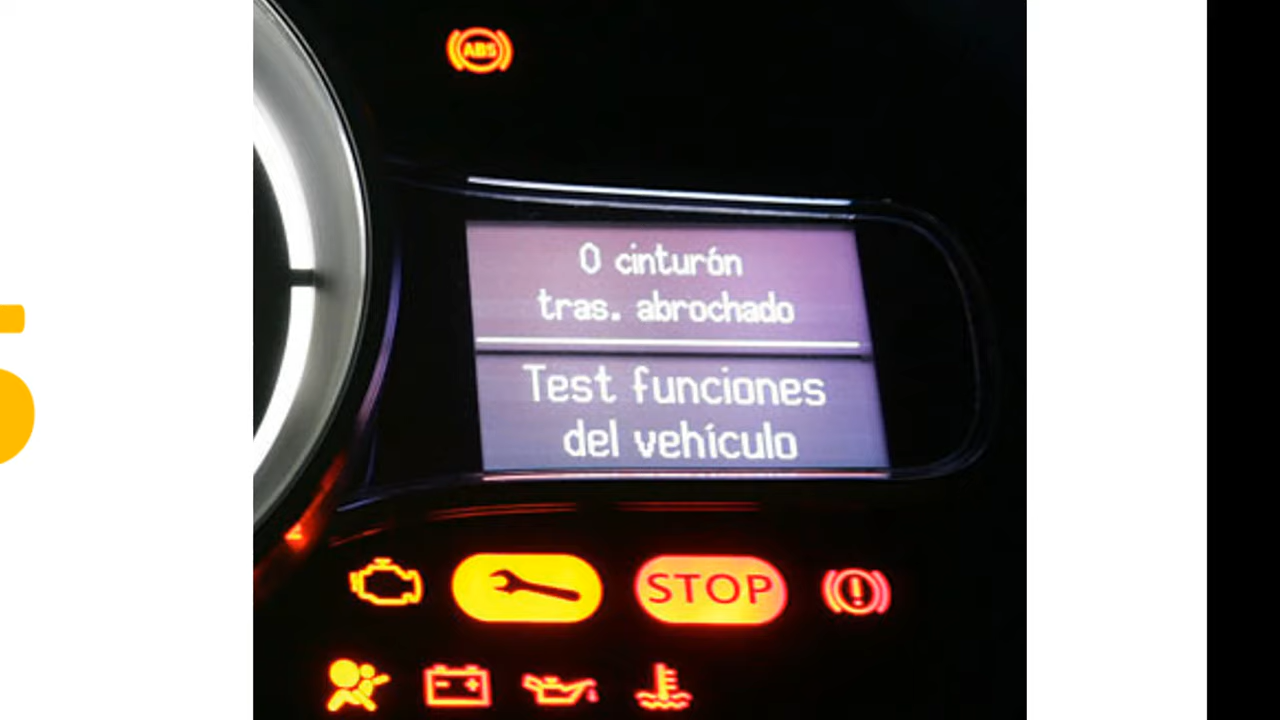 ABS
0 cinturón
tras. abrochado
Test funciones
del vehículo
STOP